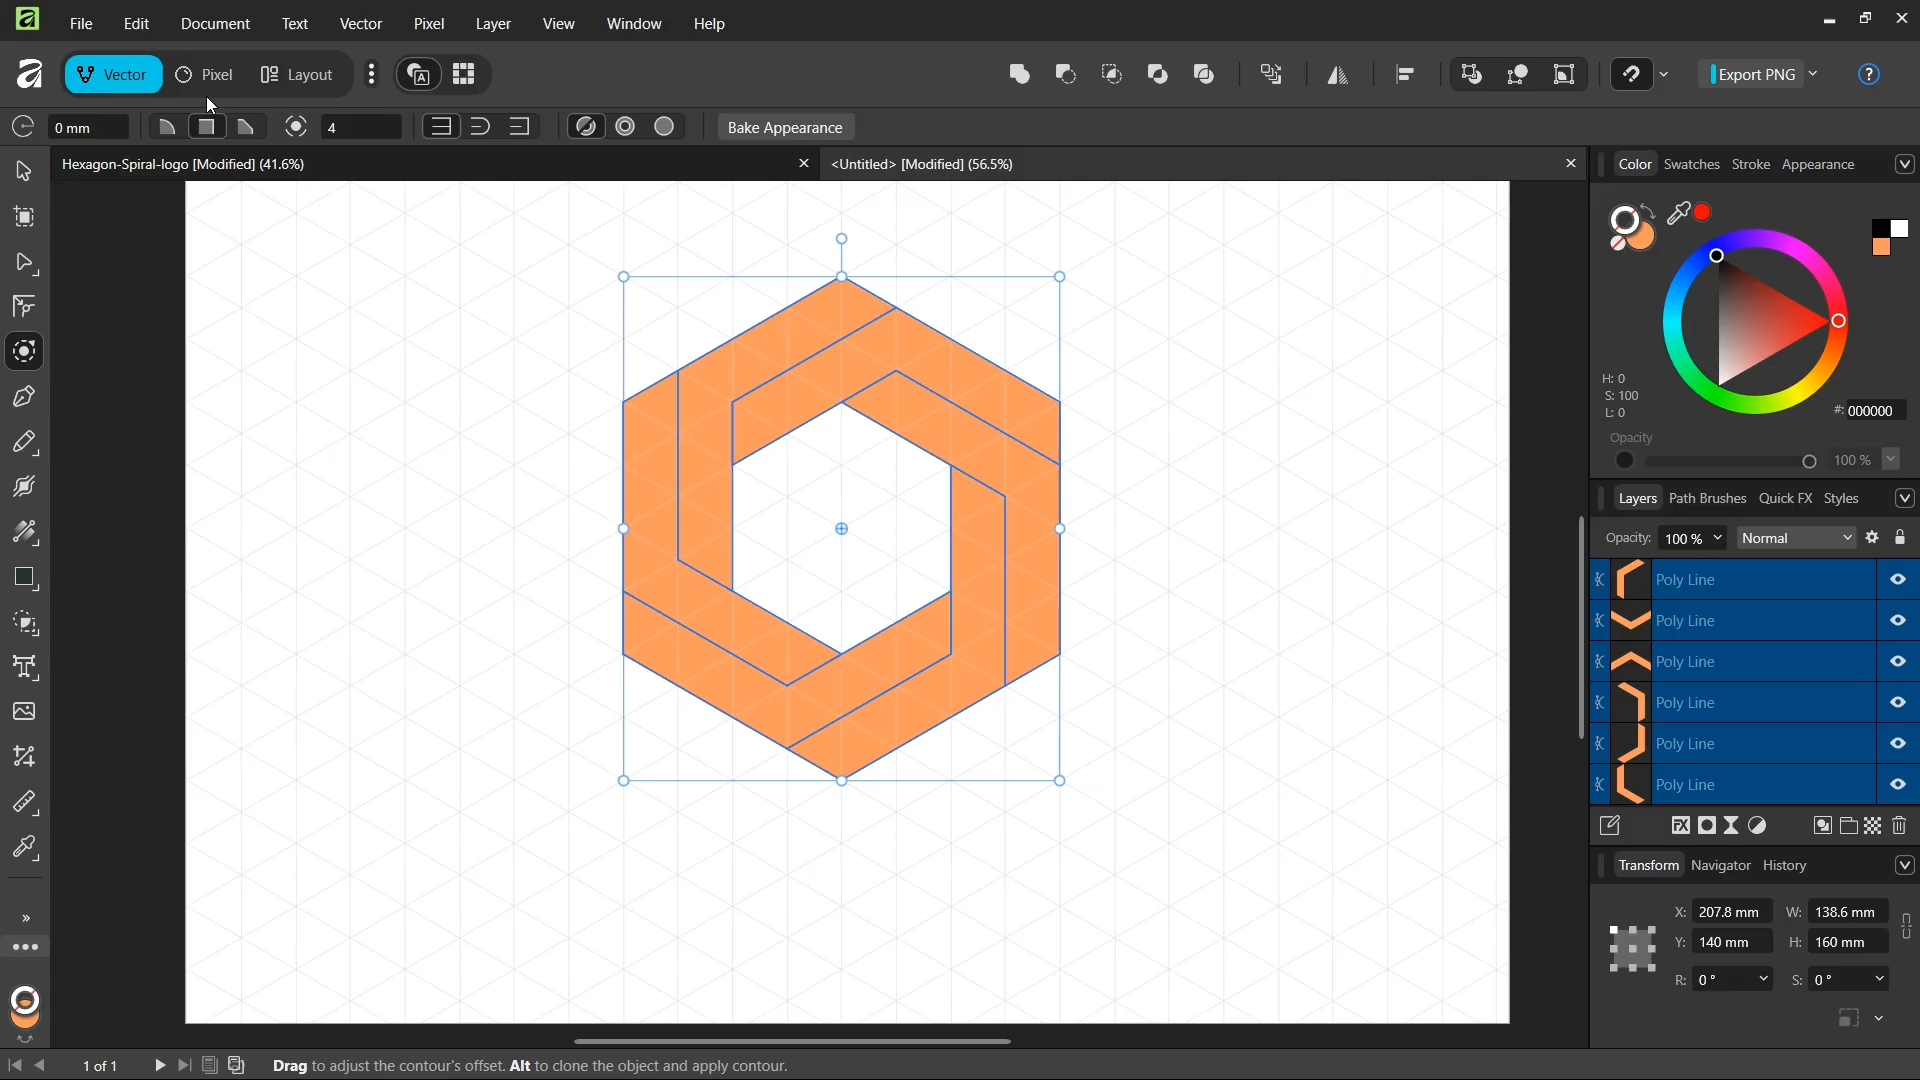 File Edit Document Text Vector Pixel Layer View Window Help
Vector Pixel Layout Export PNG
0 mm 4 Bake Appearance
Hexagon-Spiral-logo [Modified] (41.6%) <Untitled> [Modified] (56.5%)
Color Swatches Stroke Appearance
H: 0
S: 100
L: 0
#: 000000
Opacity
100 %
Layers Path Brushes Quick FX Styles
Opacity: 100 % Normal
Poly Line
Poly Line
Poly Line
Poly Line
Poly Line
Poly Line
Transform Navigator History
X: 207.8 mm W: 138.6 mm
Y: 140 mm H: 160 mm
R: 0 ° S: 0 °
1 of 1 Drag to adjust the contour's offset. Alt to clone the object and apply contour.